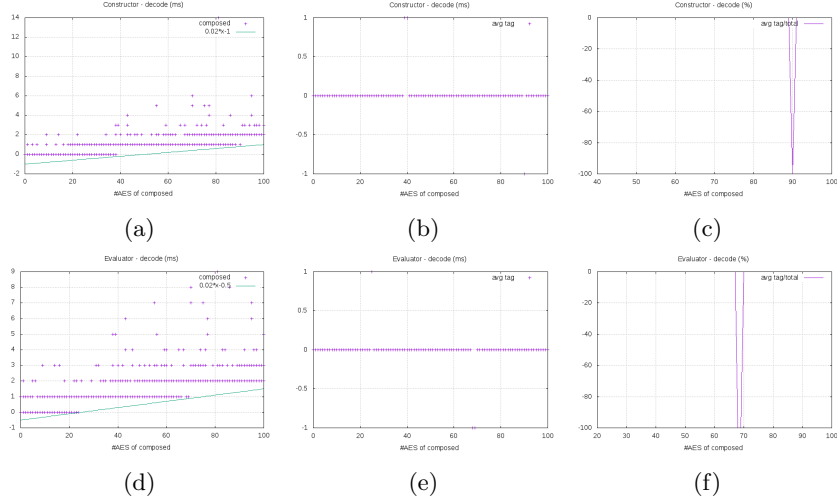 Constructor - decode (ms)
composed
0.02*x-1
14
12
10
8
6
4
2
0
-2
0 20 40 60 80 100
#AES of composed
(a)
Constructor - decode (ms)
avg tag
1
0.5
0
-0.5
-1
0 20 40 60 80 100
#AES of composed
(b)
Constructor - decode (%)
avg tag/total
0
-20
-40
-60
-80
-100
40 50 60 70 80 90 100
#AES of composed
(c)
Evaluator - decode (ms)
composed
0.02*x-0.5
9
8
7
6
5
4
3
2
1
0
-1
0 20 40 60 80 100
#AES of composed
(d)
Evaluator - decode (ms)
avg tag
1
0.5
0
-0.5
-1
0 20 40 60 80 100
#AES of composed
(e)
Evaluator - decode (%)
avg tag/total
0
-20
-40
-60
-80
-100
20 30 40 50 60 70 80 90 100
#AES of composed
(f)